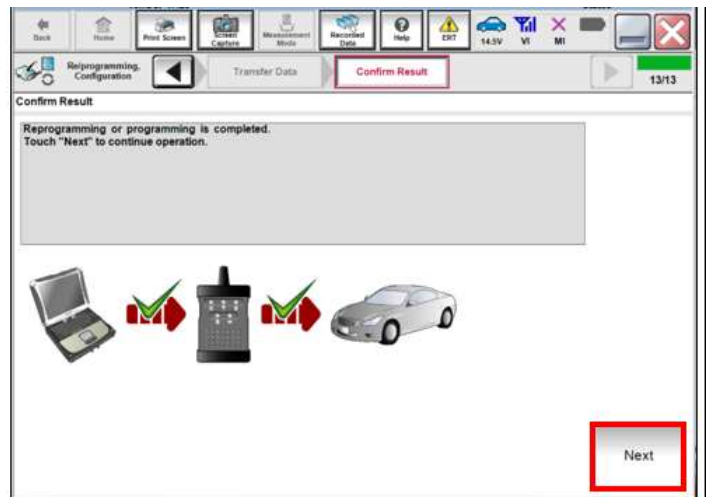 Back
Home
Print Screen
Screen Capture
Measurement Mode
Recorded Data
Help
ERT
14.5V
VI
MI
Re/programming, Configuration
Transfer Data
Confirm Result
13/13
Confirm Result
Reprogramming or programming is completed.
Touch "Next" to continue operation.
Next